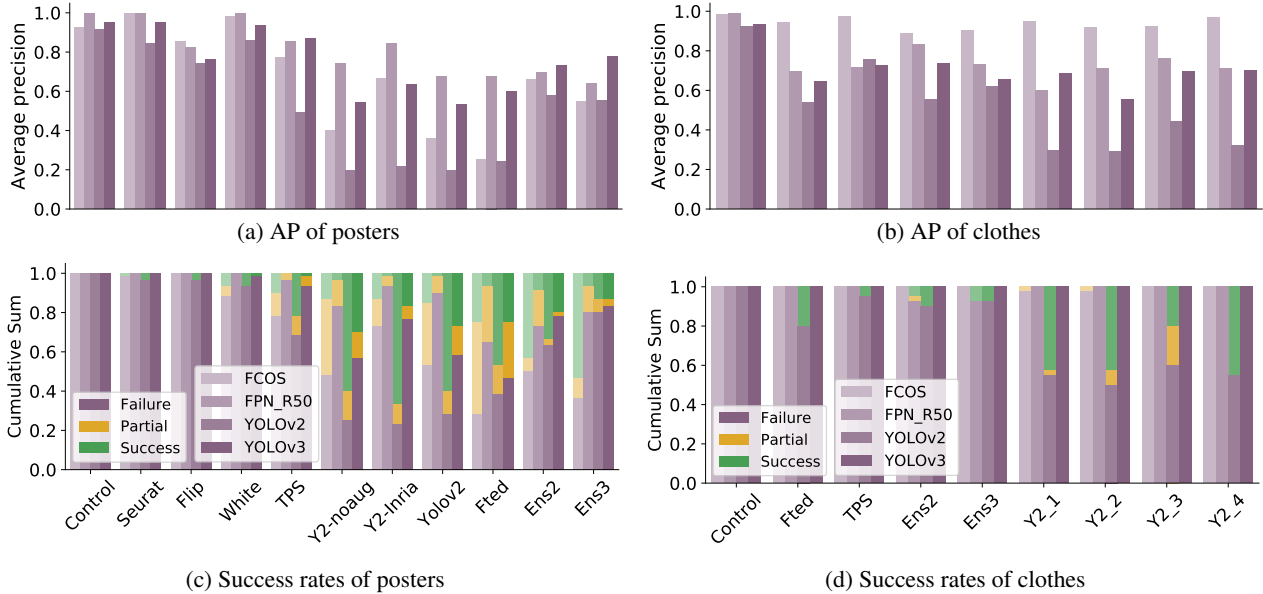 Average precision
1.0
0.8
0.6
0.4
0.2
0.0
(a) AP of posters
Average precision
1.0
0.8
0.6
0.4
0.2
0.0
(b) AP of clothes
Cumulative Sum
1.0
0.8
0.6
0.4
0.2
0.0
Failure
Partial
Success
FCOS
FPN_R50
YOLOv2
YOLOv3
Control
Seurat
Flip
White
TPS
Y2-noaug
Y2-Inria
Yolov2
Fted
Ens2
Ens3
(c) Success rates of posters
Cumulative Sum
1.0
0.8
0.6
0.4
0.2
0.0
Failure
Partial
Success
FCOS
FPN_R50
YOLOv2
YOLOv3
Control
Fted
TPS
Ens2
Ens3
Y2_1
Y2_2
Y2_3
Y2_4
(d) Success rates of clothes